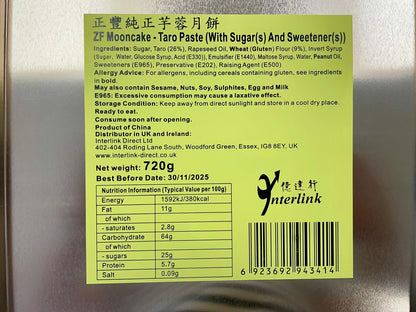 正豐純正芋蓉月餅
ZF Mooncake - Taro Paste (With Sugar(s) And Sweetener(s))
Ingredients: Sugar, Taro (26%), Rapeseed Oil, Wheat (Gluten) Flour (9%), Invert Syrup
(Sugar, Water, Glucose Syrup, Acid (E330)), Emulsifier (E1440), Maltose Syrup, Water, Peanut Oil,
Sweeteners (E965), Preservative (E202), Raising Agent (E500)
Allergy Advice: For allergens, including cereals containing gluten, see ingredients
in bold.
May also contain Sesame, Nuts, Soy, Sulphites, Egg and Milk
E965: Excessive consumption may cause a laxative effect.
Storage Condition: Keep away from direct sunlight and store in a cool dry place.
Ready to eat.
Consume soon after opening.
Product of China
Distributor in UK and Ireland:
Interlink Direct Ltd
402-404 Roding Lane South, Woodford Green, Essex, IG8 8EY, UK
www.interlink-direct.co.uk
Net weight: 720g
Best Before Date: 30/11/2025
Nutrition Information (Typical Value per 100g)
Energy 1592kJ/380kcal
Fat 11g
of which
- saturates 2.8g
Carbohydrate 64g
of which
- sugars 25g
Protein 5.7g
Salt 0.09g
億達行
Interlink
6 923692 943414 >